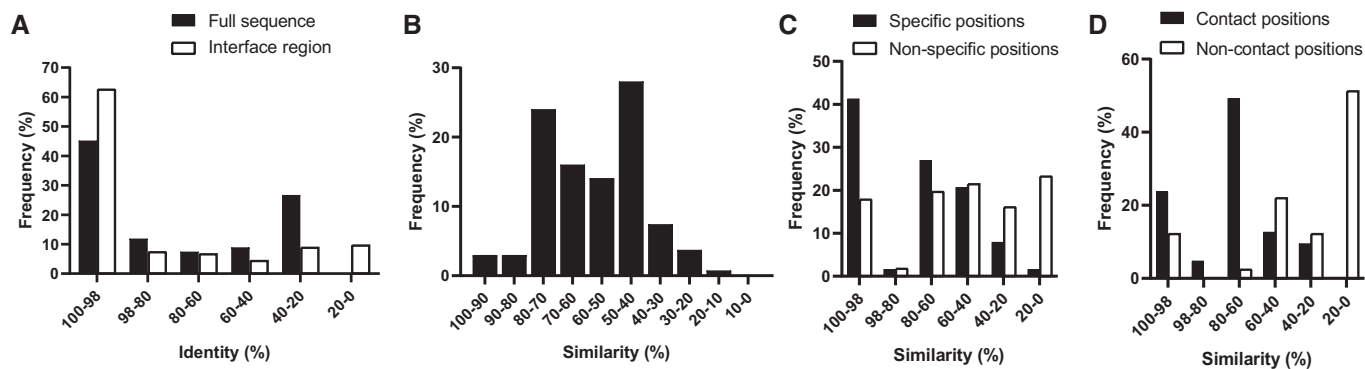 A
Full sequence
Interface region
Frequency (%)
70
60
50
40
30
20
10
0
100-98
98-80
80-60
60-40
40-20
20-0
Identity (%)
B
Frequency (%)
30
20
10
0
100-90
90-80
80-70
70-60
60-50
50-40
40-30
30-20
20-10
10-0
Similarity (%)
C
Specific positions
Non-specific positions
Frequency (%)
50
40
30
20
10
0
100-98
98-80
80-60
60-40
40-20
20-0
Similarity (%)
D
Contact positions
Non-contact positions
Frequency (%)
60
40
20
0
100-98
98-80
80-60
60-40
40-20
20-0
Similarity (%)